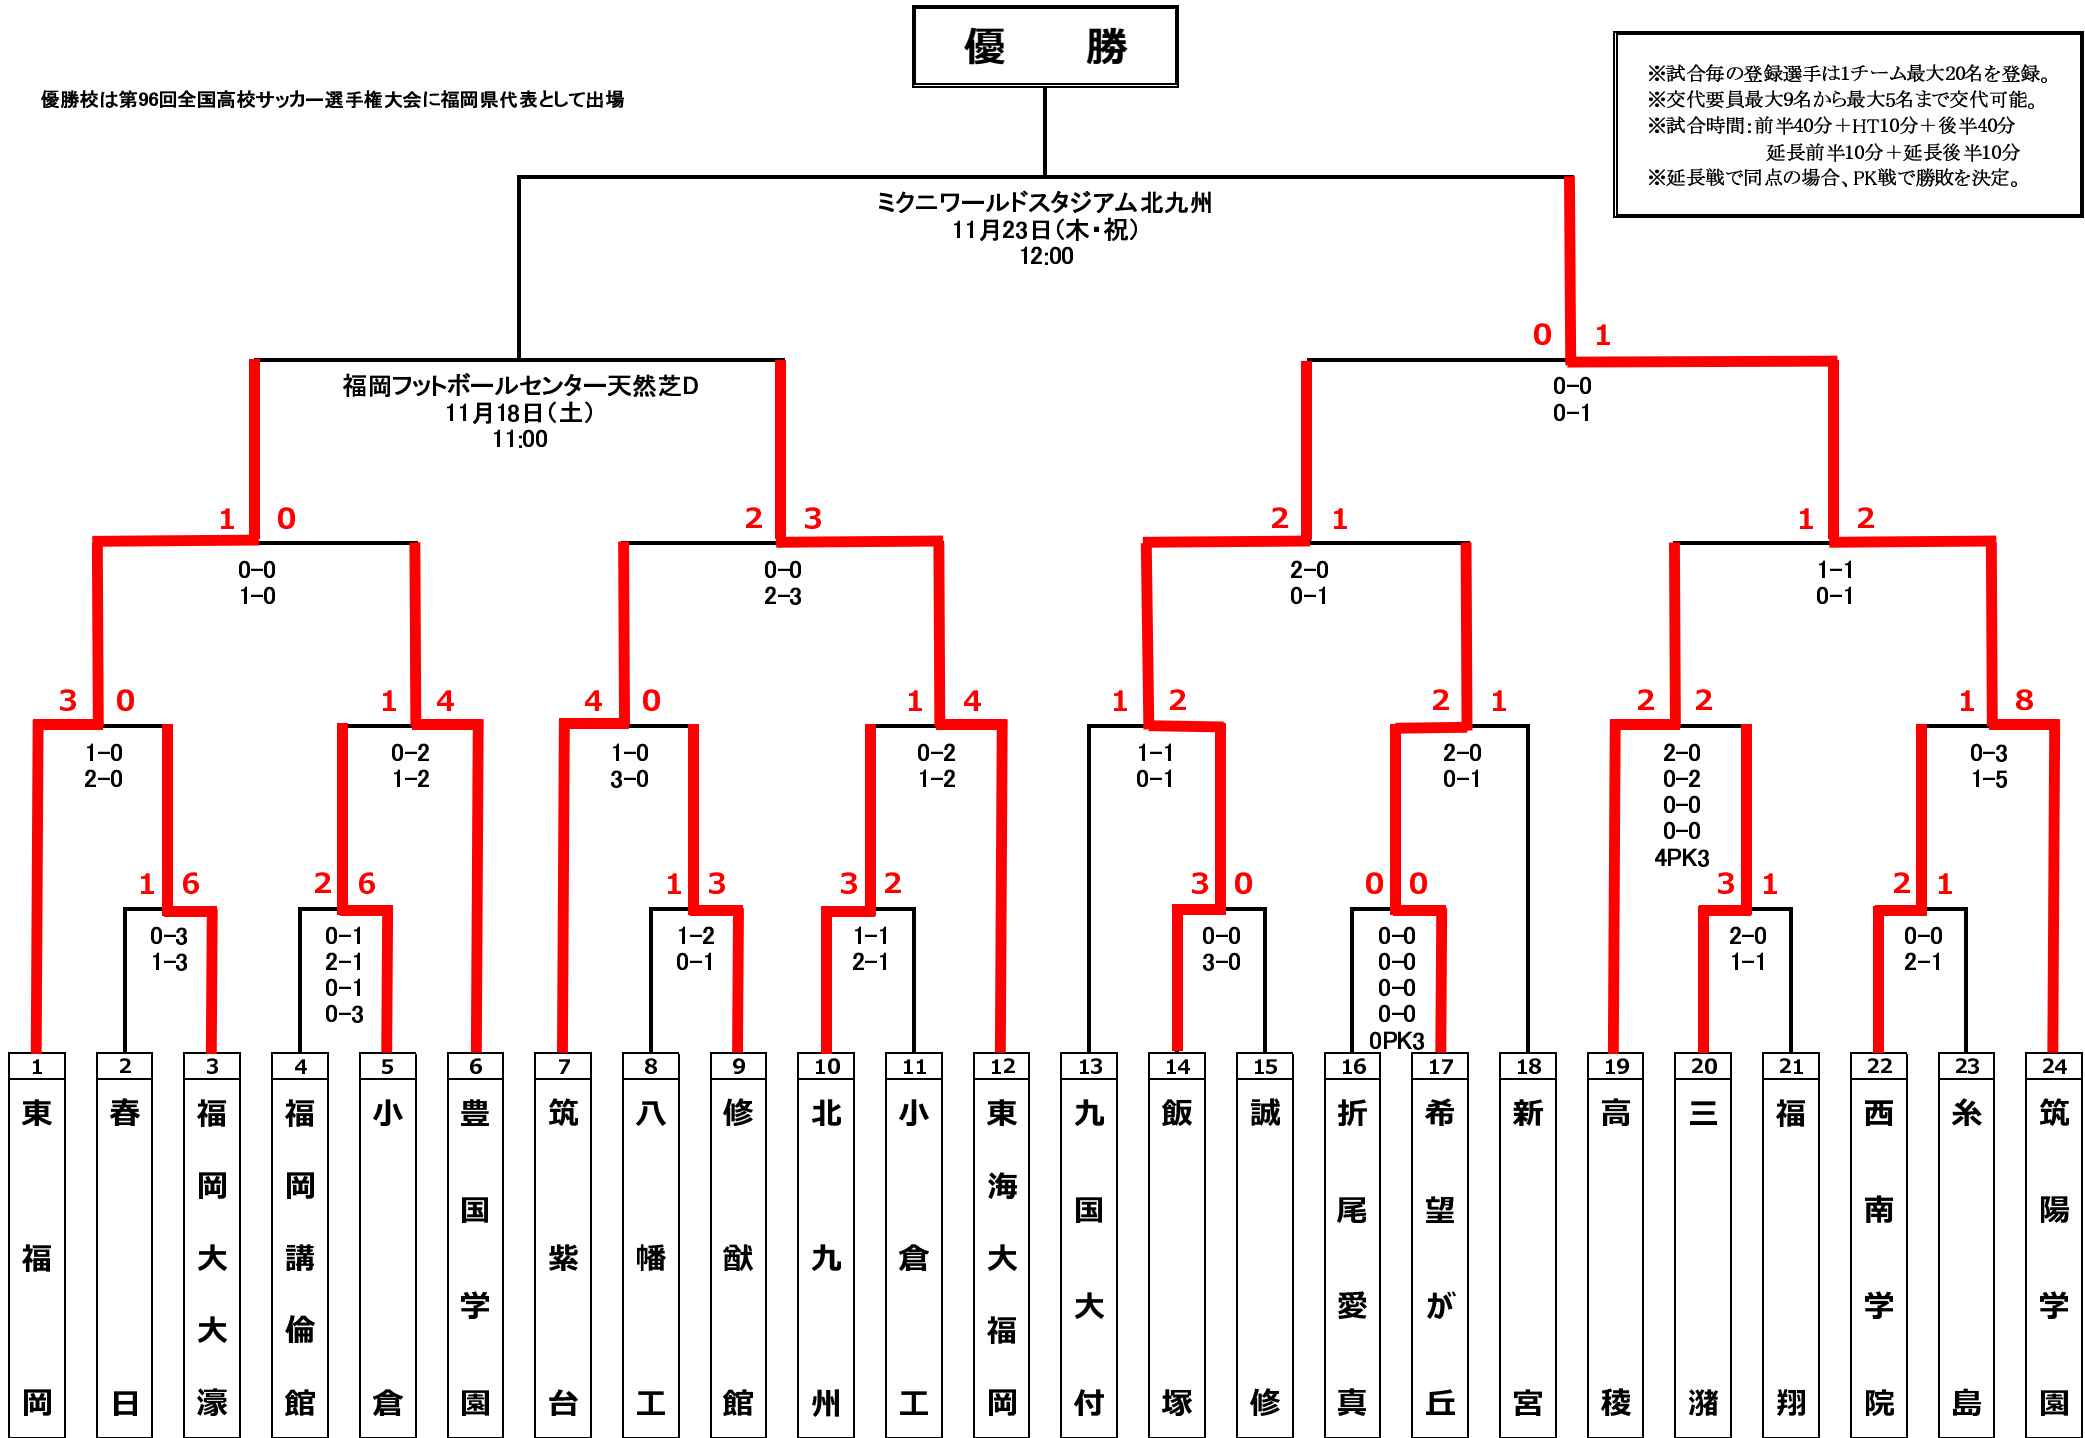 優　勝
優勝校は第96回全国高校サッカー選手権大会に福岡県代表として出場
※試合毎の登録選手は1チーム最大20名を登録。
※交代要員最大9名から最大5名まで交代可能。
※試合時間:前半40分＋HT10分＋後半40分
延長前半10分＋延長後半10分
※延長戦で同点の場合、PK戦で勝敗を決定。
ミクニワールドスタジアム北九州
11月23日(木・祝)
12:00
0 1
福岡フットボールセンター天然芝D
11月18日(土)
11:00
0-0
0-1
1 0
2 3
2 1
1 2
0-0
1-0
0-0
2-3
2-0
0-1
1-1
0-1
3 0
1 4
4 0
1 4
1 2
2 1
2 2
1 8
1-0
2-0
0-2
1-2
1-0
3-0
0-2
1-2
1-1
0-1
2-0
0-1
2-0
0-2
0-0
0-0
4PK3
0-3
1-5
1 6
2 6
1 3
3 2
3 0
0 0
3 1
2 1
0-3
1-3
0-1
2-1
0-1
0-3
1-2
0-1
1-1
2-1
0-0
3-0
0-0
0-0
0-0
0-0
0PK3
2-0
1-1
0-0
2-1
1 東福岡
2 春日
3 福岡大大濠
4 福岡講倫館
5 小倉
6 豊国学園
7 筑紫台
8 八幡工
9 修猷館
10 北九州
11 小倉工
12 東海大福岡
13 九国大付
14 飯塚
15 誠修
16 折尾愛真
17 希望が丘
18 新宮
19 高稜
20 三潴
21 福翔
22 西南学院
23 糸島
24 筑陽学園